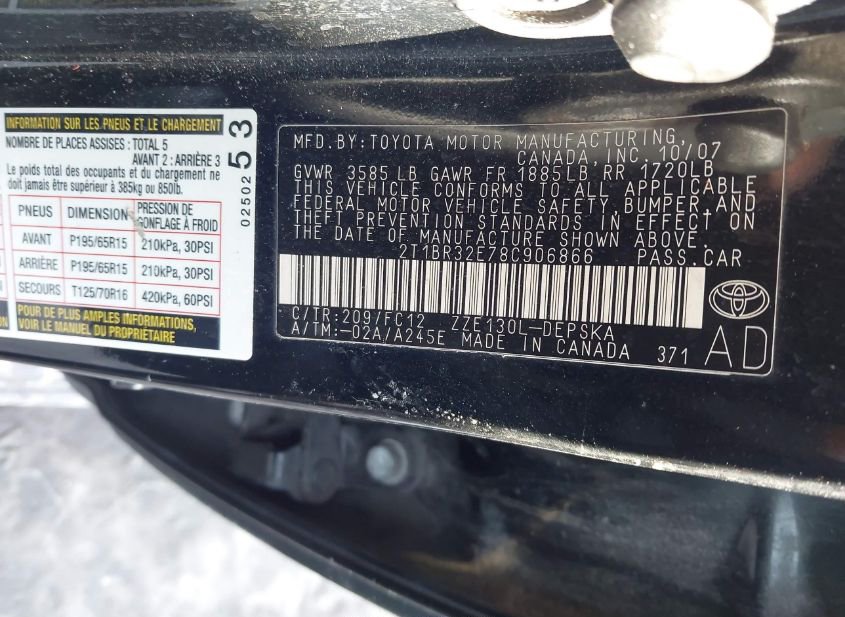 INFORMATION SUR LES PNEUS ET LE CHARGEMENT
NOMBRE DE PLACES ASSISES : TOTAL 5
AVANT 2 : ARRIÈRE 3
Le poids total des occupants et du chargement ne
doit jamais être supérieur à 385kg ou 850lb.
PNEUS DIMENSION PRESSION DE GONFLAGE À FROID
AVANT P195/65R15 210kPa, 30PSI
ARRIÈRE P195/65R15 210kPa, 30PSI
SECOURS T125/70R16 420kPa, 60PSI
POUR DE PLUS AMPLES INFORMATIONS,
VOIR LE MANUEL DU PROPRIÉTAIRE
02502 53
MFD.BY:TOYOTA MOTOR MANUFACTURING,
CANADA, INC. 10/07
GVWR 3585 LB GAWR FR 1885LB RR 1720LB
THIS VEHICLE CONFORMS TO ALL APPLICABLE
FEDERAL MOTOR VEHICLE SAFETY, BUMPER, AND
THEFT PREVENTION STANDARDS IN EFFECT ON
THE DATE OF MANUFACTURE SHOWN ABOVE.
2T1BR32E78C906866 PASS.CAR
C/TR:209/FC12 ZZE130L-DEPSKA
A/TM:-02A/A245E MADE IN CANADA 371
AD